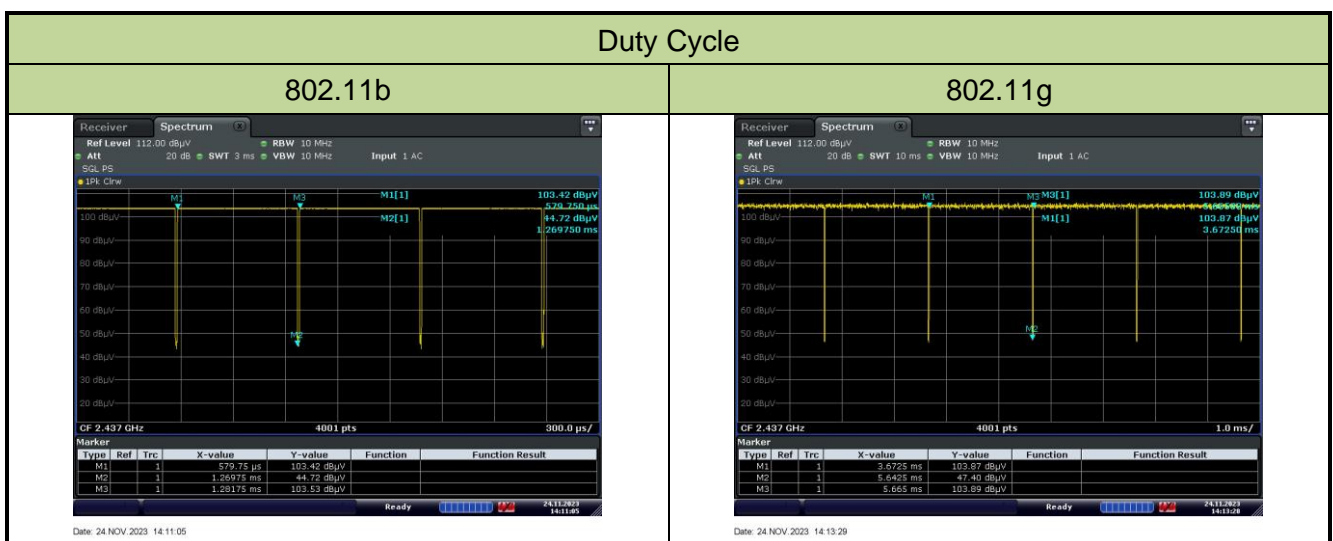 Duty Cycle
802.11b
802.11g
Receiver Spectrum
Ref Level 112.00 dBµV RBW 10 MHz
Att 20 dB SWT 3 ms VBW 10 MHz Input 1 AC
SGL PS
1Pk Clrw
M1 M3 M1[1] 103.42 dBµV
579.750 µs
100 dBµV M2[1] 44.72 dBµV
1.269750 ms
90 dBµV
80 dBµV
70 dBµV
60 dBµV
50 dBµV
M2
40 dBµV
30 dBµV
20 dBµV
CF 2.437 GHz 4001 pts 300.0 µs/
Marker
Type Ref Trc X-value Y-value Function Function Result
M1 1 579.75 µs 103.42 dBµV
M2 1 1.26975 ms 44.72 dBµV
M3 1 1.28175 ms 103.53 dBµV
Ready 24.11.2023
14:11:05
Date: 24.NOV.2023 14:11:05
Receiver Spectrum
Ref Level 112.00 dBµV RBW 10 MHz
Att 20 dB SWT 10 ms VBW 10 MHz Input 1 AC
SGL PS
1Pk Clrw
M1 M3 M3[1] 103.89 dBµV
100 dBµV M1[1] 103.87 dBµV
3.67250 ms
90 dBµV
80 dBµV
70 dBµV
60 dBµV
50 dBµV
M2
40 dBµV
30 dBµV
20 dBµV
CF 2.437 GHz 4001 pts 1.0 ms/
Marker
Type Ref Trc X-value Y-value Function Function Result
M1 1 3.6725 ms 103.87 dBµV
M2 1 5.6425 ms 47.40 dBµV
M3 1 5.665 ms 103.89 dBµV
Ready 24.11.2023
14:13:28
Date: 24.NOV.2023 14:13:29